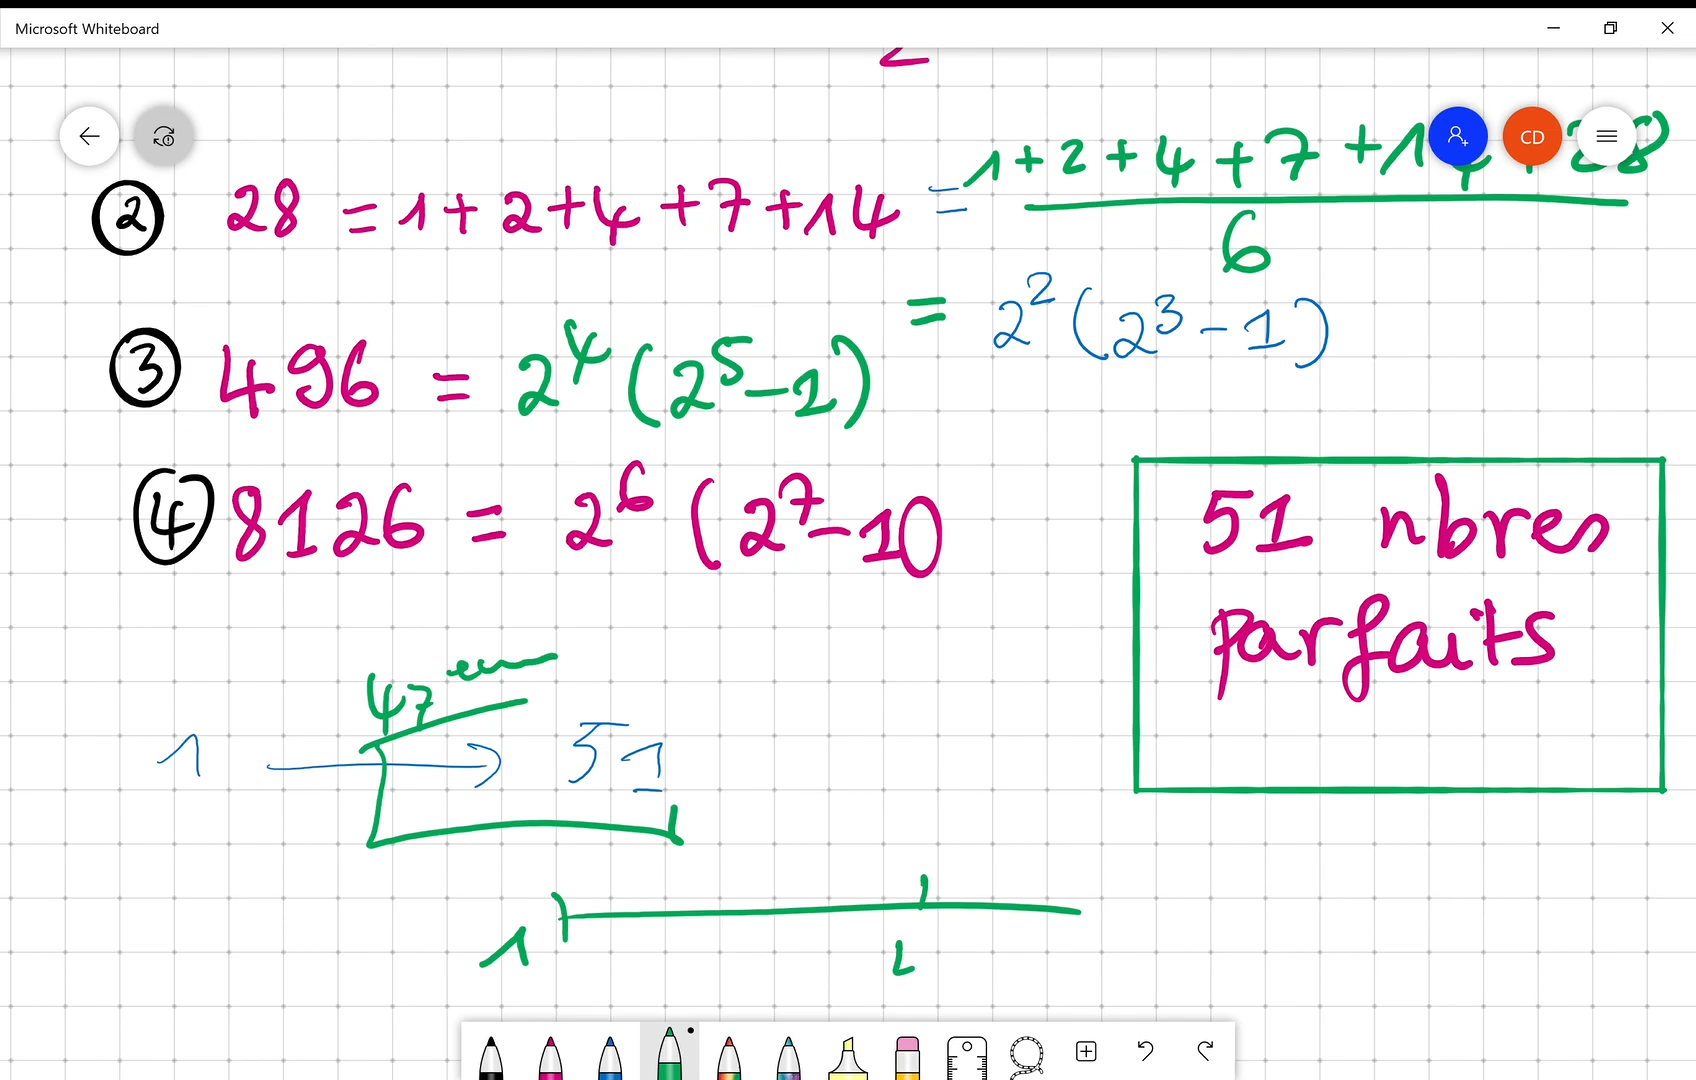 Microsoft Whiteboard
CD
1+2+4+7+14+28
② 28 = 1+2+4+7+14 =
6
= 2² (2³-1)
③ 496 = 2⁴ (2⁵-1)
④ 8126 = 2⁶ (2⁷-1)
51 nbres
parfaits
47
1 → 51
1